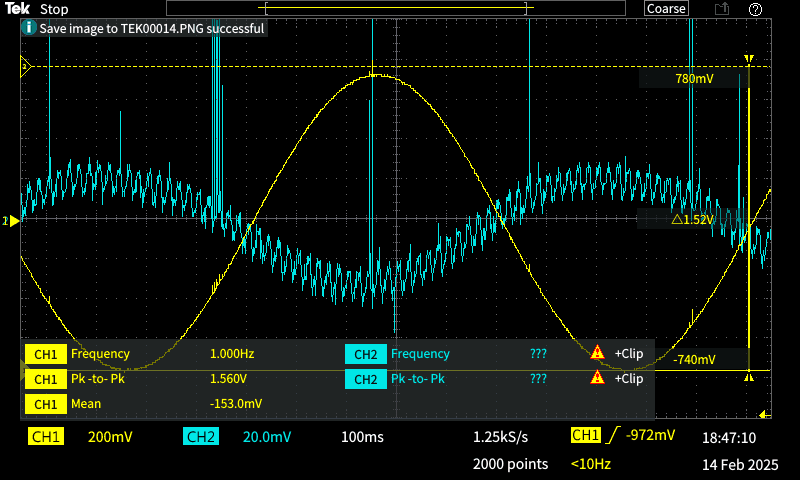 Tek Stop Coarse
Save image to TEK00014.PNG successful
780mV
2
△1.52V
CH1 Frequency 1.000Hz CH2 Frequency ??? +Clip
-740mV
CH1 Pk-to-Pk 1.560V CH2 Pk-to-Pk ??? +Clip
CH1 Mean -153.0mV
CH1 200mV CH2 20.0mV 100ms 1.25kS/s CH1 -972mV 18:47:10
2000 points <10Hz 14 Feb 2025